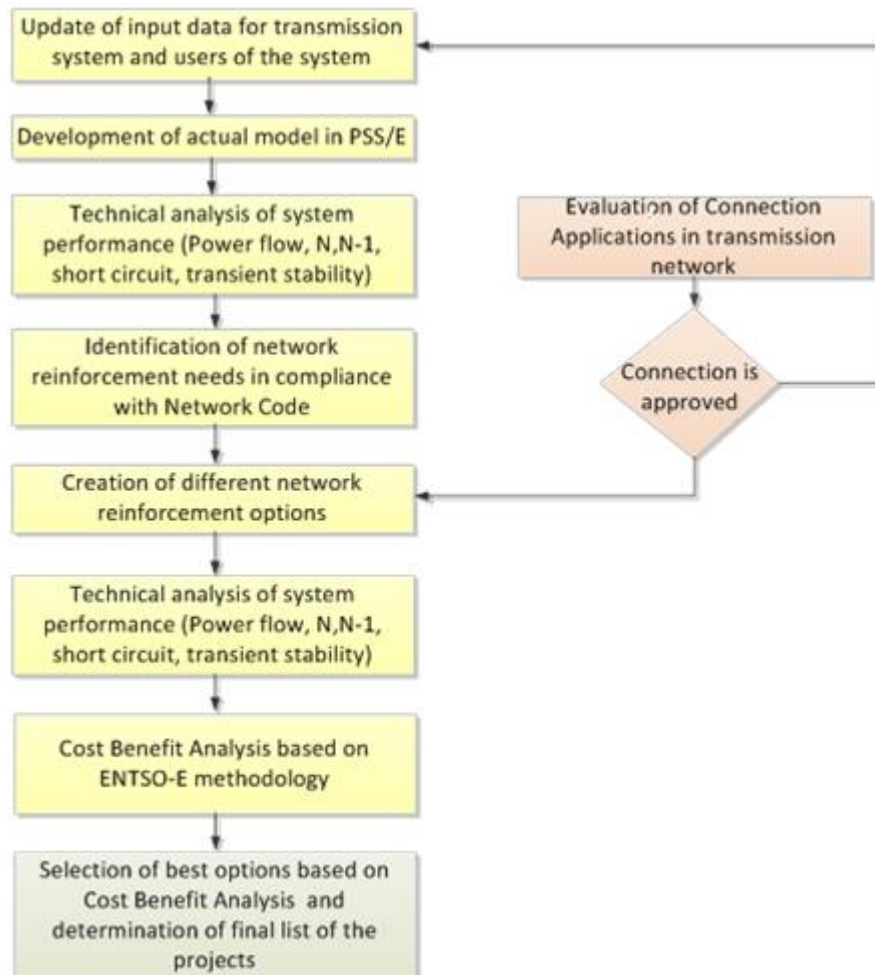 Update of input data for transmission
system and users of the system
Development of actual model in PSS/E
Technical analysis of system
performance (Power flow, N,N-1,
short circuit, transient stability)
Identification of network
reinforcement needs in compliance
with Network Code
Creation of different network
reinforcement options
Technical analysis of system
performance (Power flow, N,N-1,
short circuit, transient stability)
Cost Benefit Analysis based on
ENTSO-E methodology
Selection of best options based on
Cost Benefit Analysis and
determination of final list of the
projects
Evaluation of Connection
Applications in transmission
network
Connection is
approved